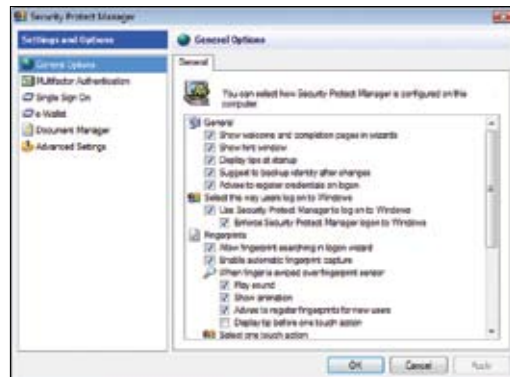 Security Protect Manager
Settings and Options
General Options
Multifactor Authentication
Single Sign On
e-Wallet
Document Manager
Advanced Settings
General Options
General
You can select how Security Protect Manager is configured on this
computer
General
Show welcome and completion pages in wizards
Show hint window
Display tips at startup
Suggest to backup identity after changes
Advise to register credentials on logon
Select the way users log on to Windows
Use Security Protect Manager to log on to Windows
Enforce Security Protect Manager logon to Windows
Fingerprints
Allow fingerprint searching in logon wizard
Enable automatic fingerprint capture
When finger is swiped over fingerprint sensor
Play sound
Show animation
Advise to register fingerprints for new users
Display tip before one touch action
Select one touch action
OK
Cancel
Apply